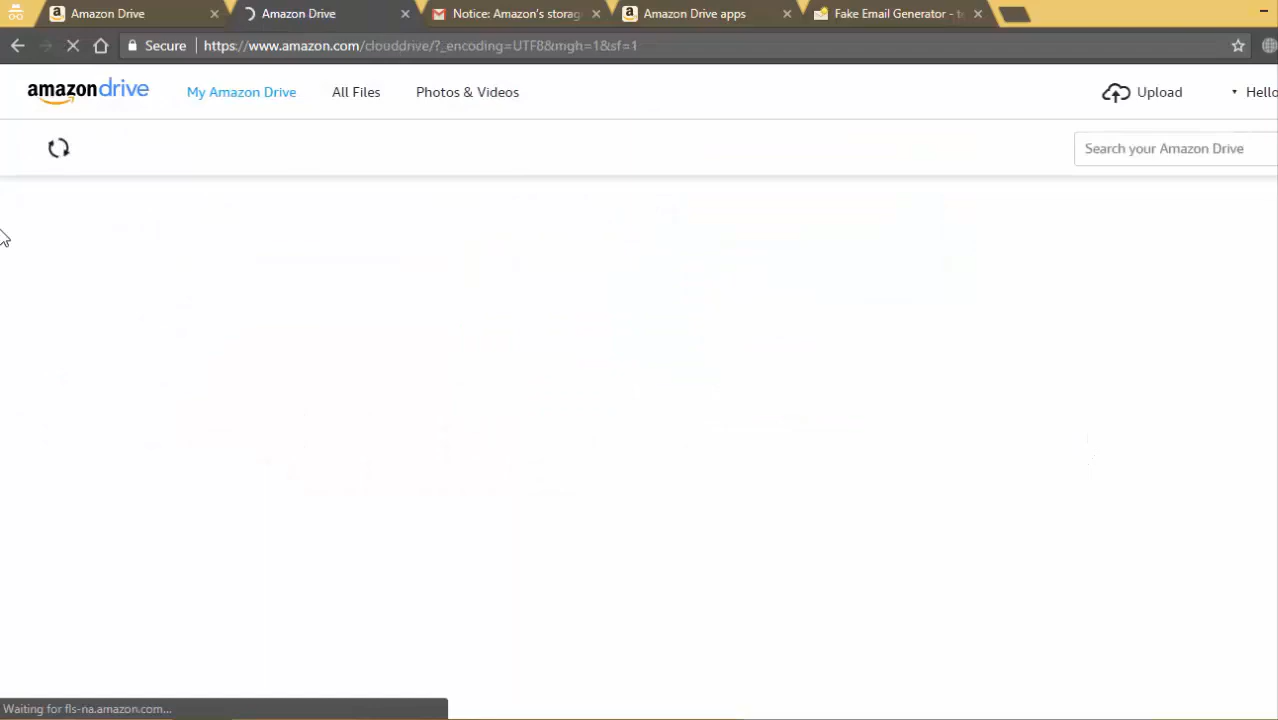 Amazon Drive
Amazon Drive
Notice: Amazon's storag
Amazon Drive apps
Fake Email Generator - t
Secure
https://www.amazon.com/clouddrive/?_encoding=UTF8&mgh=1&sf=1
amazondrive
My Amazon Drive
All Files
Photos & Videos
Upload
Hello
Search your Amazon Drive
Waiting for fls-na.amazon.com...